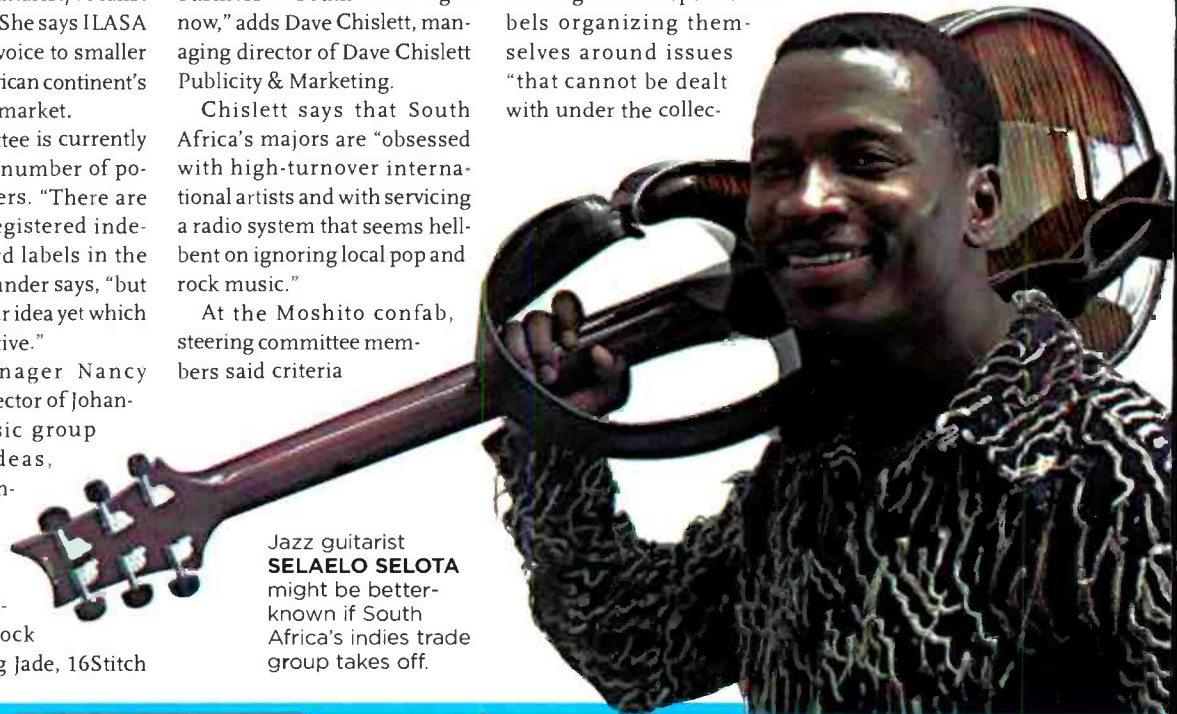 She says ILASA
voice to smaller
ican continent's
market.
tee is currently
number of po-
ers. “There are
egistered inde-
d labels in the
under says, “but
r idea yet which
tive.”
nager Nancy
ector of Johan-
sic group
deas,
n-
-
ock
g Jade, 16Stitch
now,” adds Dave Chislett, man-
aging director of Dave Chislett
Publicity & Marketing.
Chislett says that South
Africa's majors are “obsessed
with high-turnover interna-
tional artists and with servicing
a radio system that seems hell-
bent on ignoring local pop and
rock music.”
At the Moshito confab,
steering committee mem-
bers said criteria
bels organizing them-
selves around issues
“that cannot be dealt
with under the collec-
Jazz guitarist
SELAELO SELOTA
might be better-
known if South
Africa's indies trade
group takes off.